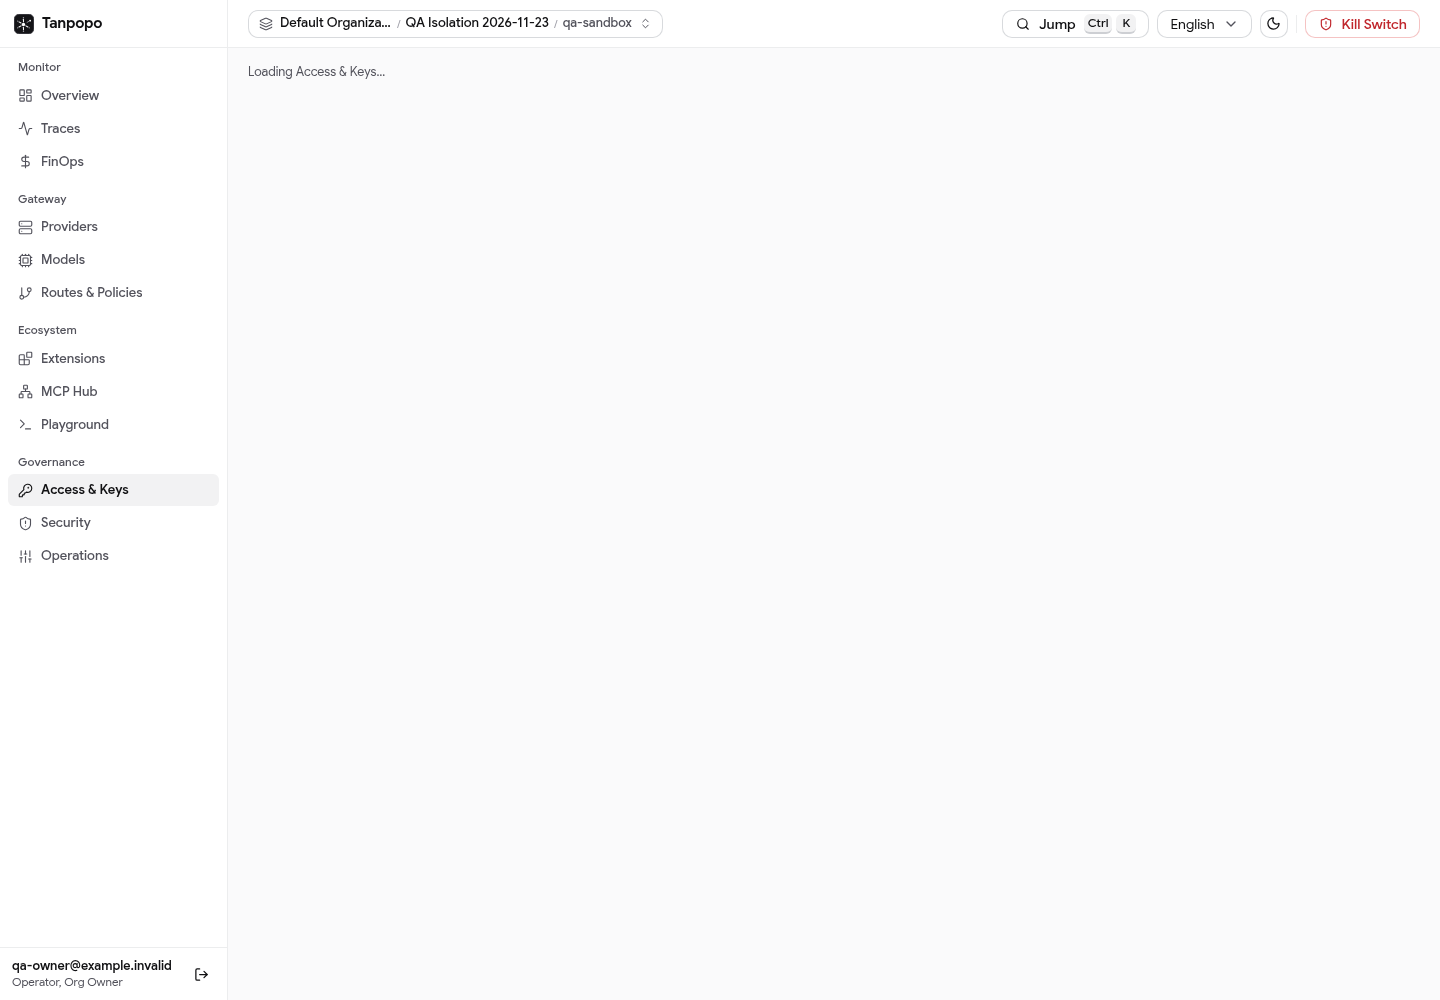 Tanpopo
Default Organiza... / QA Isolation 2026-11-23 / qa-sandbox
Jump Ctrl K
English
Kill Switch
Monitor
Overview
Traces
FinOps
Gateway
Providers
Models
Routes & Policies
Ecosystem
Extensions
MCP Hub
Playground
Governance
Access & Keys
Security
Operations
Loading Access & Keys...
qa-owner@example.invalid
Operator, Org Owner